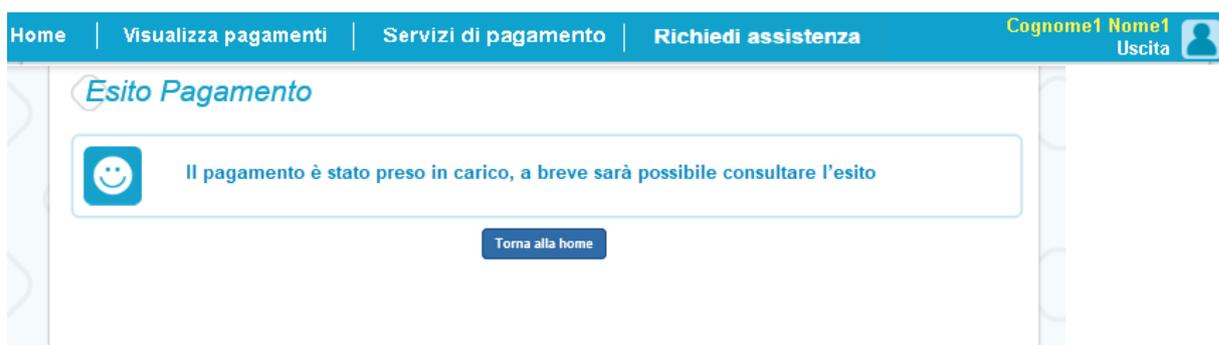 Home | Visualizza pagamenti | Servizi di pagamento | Richiedi assistenza
Cognome1 Nome1
Uscita
Esito Pagamento
Il pagamento è stato preso in carico, a breve sarà possibile consultare l'esito
Torna alla home